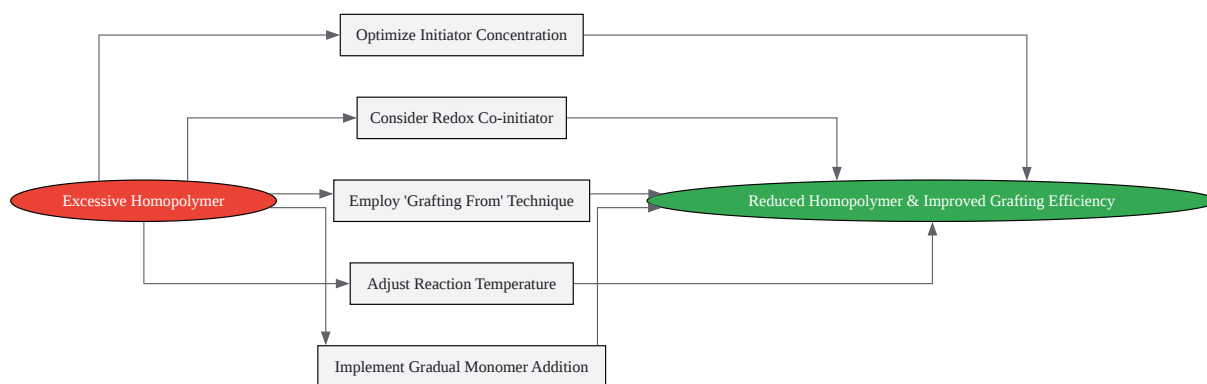 Optimize Initiator Concentration
Consider Redox Co-initiator
Excessive Homopolymer
Employ 'Grafting From' Technique
Reduced Homopolymer & Improved Grafting Efficiency
Adjust Reaction Temperature
Implement Gradual Monomer Addition